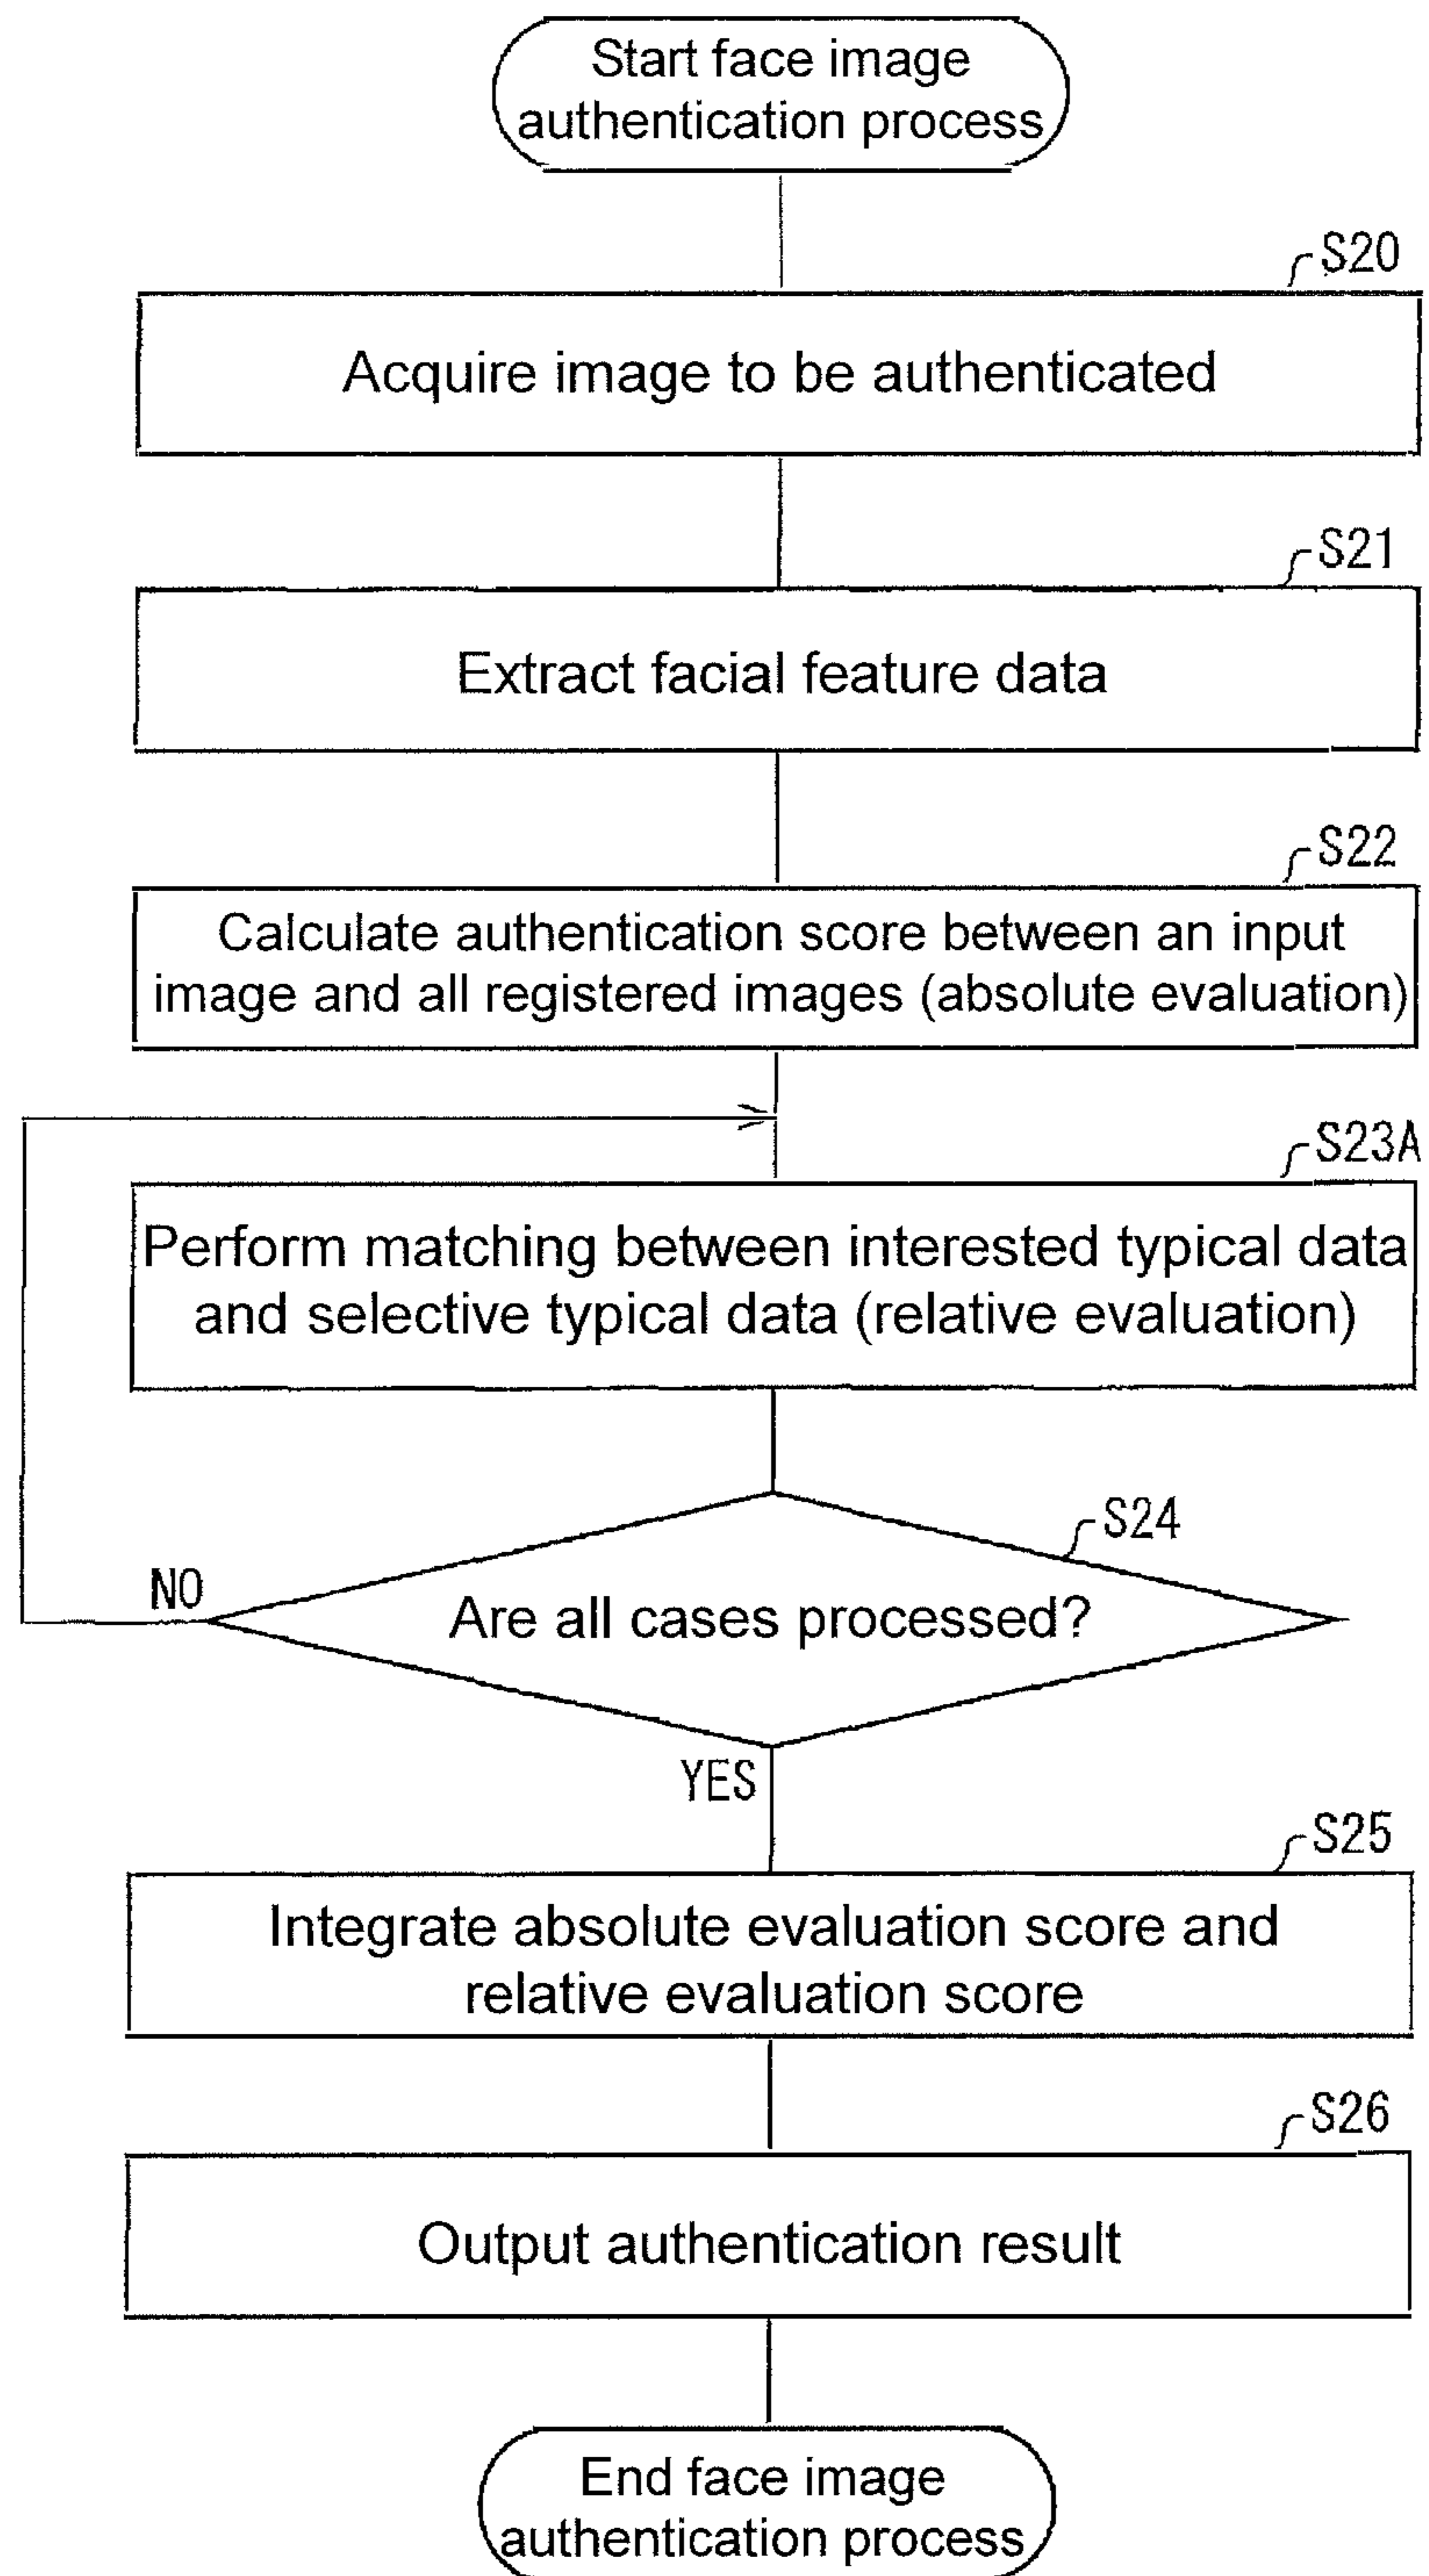 Start face image
authentication process
S20
Acquire image to be authenticated
S21
Extract facial feature data
S22
Calculate authentication score between an input
image and all registered images (absolute evaluation)
S23A
Perform matching between interested typical data
and selective typical data (relative evaluation)
S24
NO
Are all cases processed?
YES
S25
Integrate absolute evaluation score and
relative evaluation score
S26
Output authentication result
End face image
authentication process